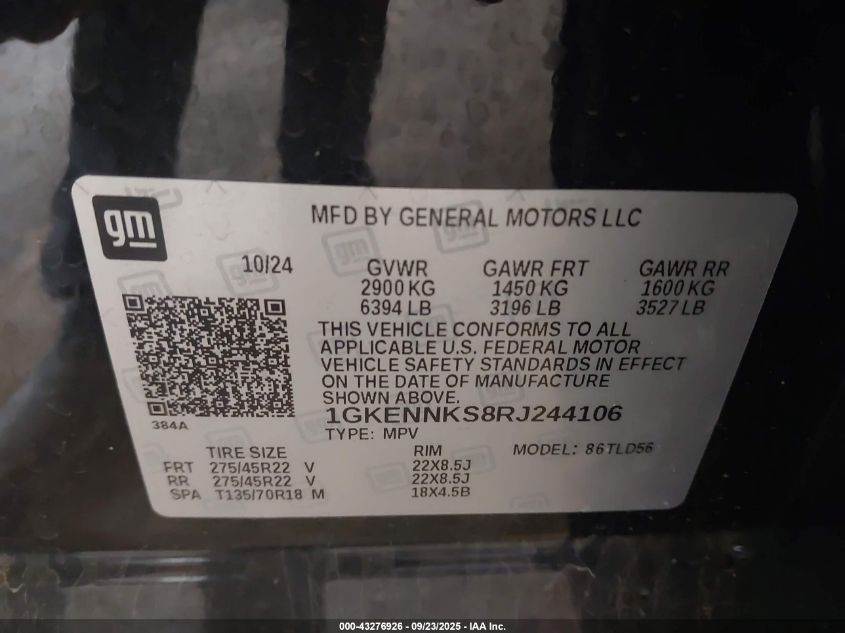 gm
MFD BY GENERAL MOTORS LLC
10/24
GVWR GAWR FRT GAWR RR
2900 KG 1450 KG 1600 KG
6394 LB 3196 LB 3527 LB
THIS VEHICLE CONFORMS TO ALL
APPLICABLE U.S. FEDERAL MOTOR
VEHICLE SAFETY STANDARDS IN EFFECT
ON THE DATE OF MANUFACTURE
SHOWN ABOVE.
384A
1GKENNKS8RJ244106
TYPE: MPV
TIRE SIZE RIM MODEL: 86TLD56
FRT 275/45R22 V 22X8.5J
RR 275/45R22 V 22X8.5J
SPA T135/70R18 M 18X4.5B
000-43276926 - 09/23/2025 - IAA Inc.